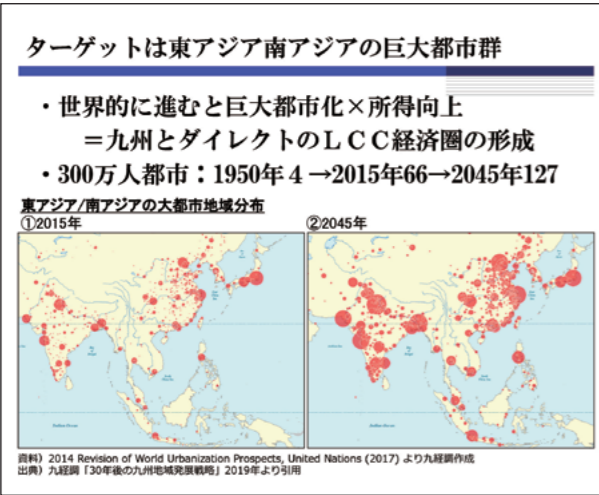 ターゲットは東アジア南アジアの巨大都市群
・世界的に進むと巨大都市化×所得向上
＝九州とダイレクトのＬＣＣ経済圏の形成
・300万人都市：1950年４→2015年66→2045年127
東アジア/南アジアの大都市地域分布
①2015年
②2045年
資料）2014 Revision of World Urbanization Prospects, United Nations (2017) より九経調作成
出典）九経調「30年後の九州地域発展戦略」2019年より引用